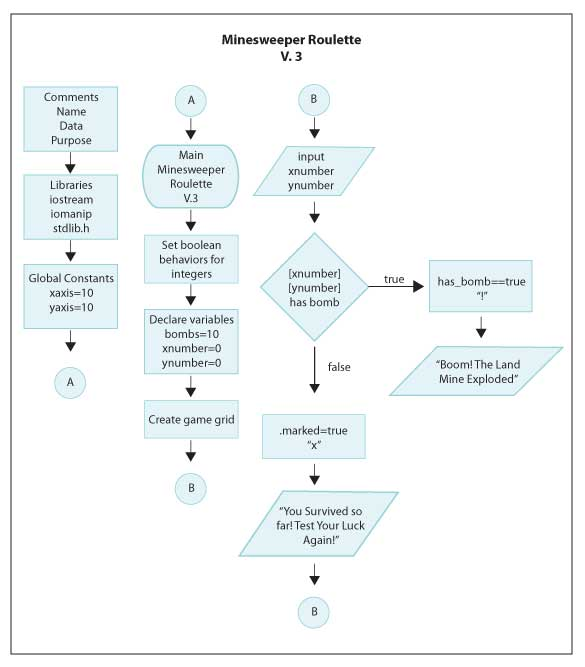 Minesweeper Roulette
V. 3
Comments
Name
Data
Purpose
Libraries
iostream
iomanip
stdlib.h
Global Constants
xaxis=10
yaxis=10
A
A
Main
Minesweeper
Roulette
V.3
Set boolean
behaviors for
integers
Declare variables
bombs=10
xnumber=0
ynumber=0
Create game grid
B
B
input
xnumber
ynumber
[xnumber]
[ynumber]
has bomb
true
has_bomb==true
"!"
"Boom! The Land
Mine Exploded"
false
.marked=true
"x"
"You Survived so
far! Test Your Luck
Again!"
B